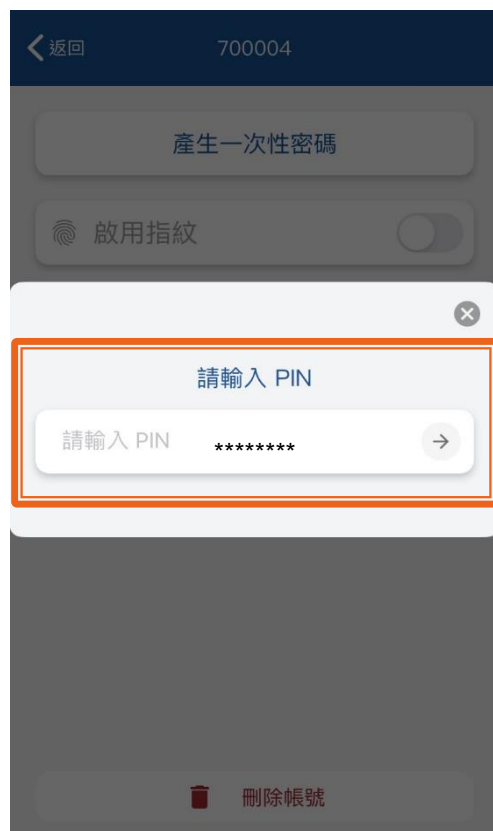 返回 700004
產生一次性密碼
啟用指紋
請輸入 PIN
請輸入 PIN ********
刪除帳號